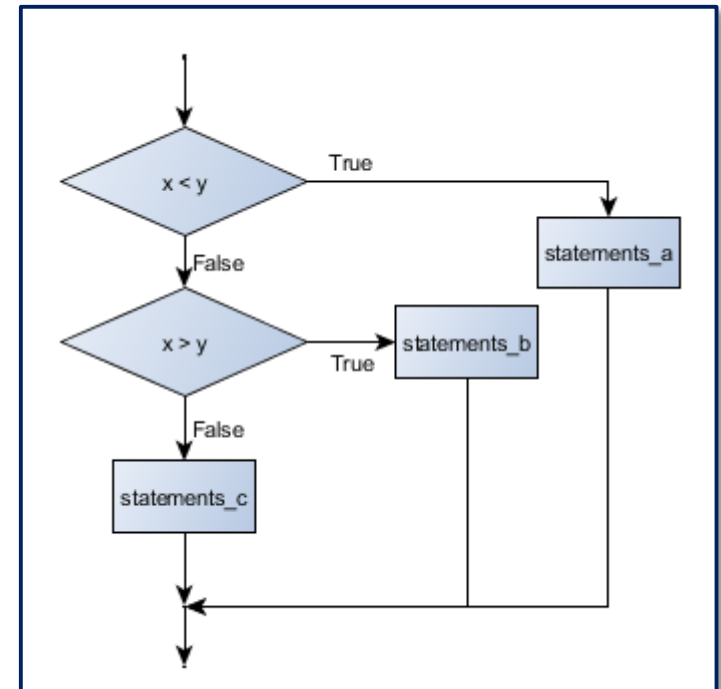 x < y
True
statements_a
False
x > y
True
statements_b
False
statements_c